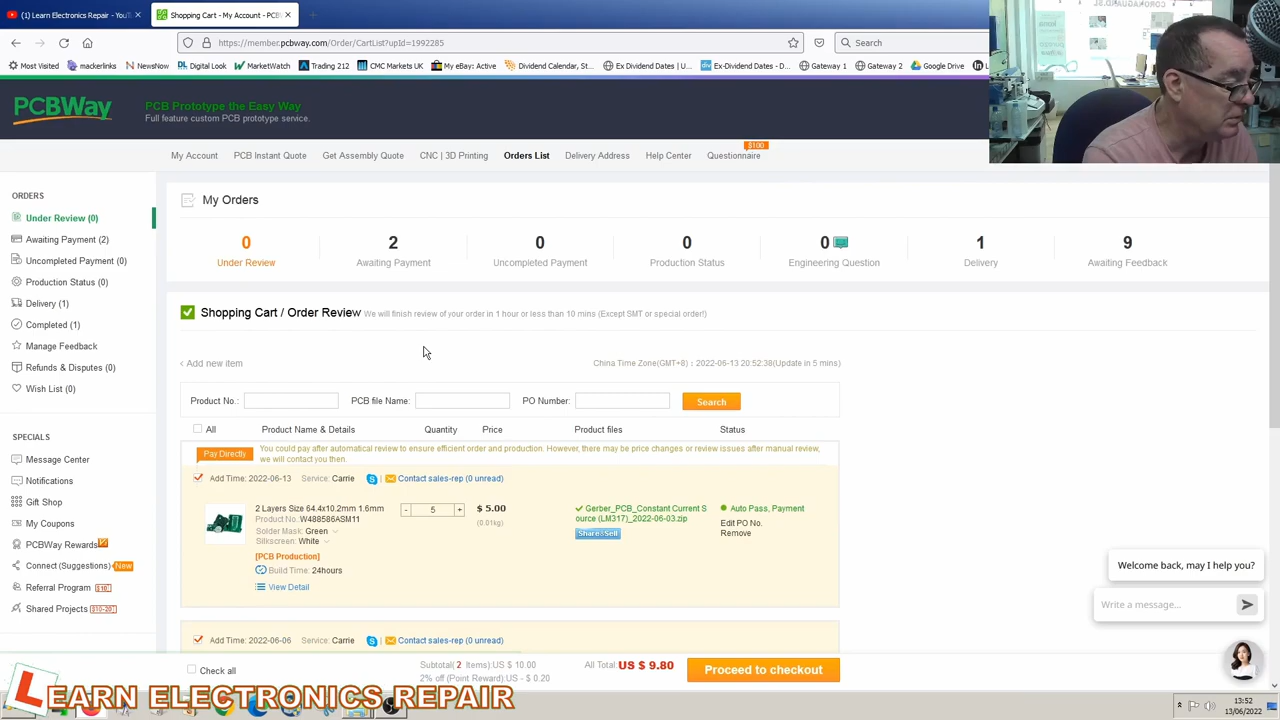 (1) Learn Electronics Repair - YouT
Shopping Cart - My Account - PCB
https://member.pcbway.com/Order/CartList?upId=1992285
Search
Most Visited
makerlinks
NewsNow
Digital Look
MarketWatch
Trading 212
CMC Markets UK
My eBay: Active
Dividend Calendar, St...
Ex Dividend Dates | U...
Ex-Dividend Dates - D...
Gateway 1
Gateway 2
Google Drive
PCBWay
PCB Prototype the Easy Way
Full feature custom PCB prototype service.
My Account
PCB Instant Quote
Get Assembly Quote
CNC | 3D Printing
Orders List
Delivery Address
Help Center
Questionnaire
$100
ORDERS
Under Review (0)
Awaiting Payment (2)
Uncompleted Payment (0)
Production Status (0)
Delivery (1)
Completed (1)
Manage Feedback
Refunds & Disputes (0)
Wish List (0)
SPECIALS
Message Center
Notifications
Gift Shop
My Coupons
PCBWay Rewards
Connect (Suggestions) New
Referral Program
Shared Projects
My Orders
0 2 0 0 0 1 9
Under Review Awaiting Payment Uncompleted Payment Production Status Engineering Question Delivery Awaiting Feedback
Shopping Cart / Order Review We will finish review of your order in 1 hour or less than 10 mins (Except SMT or special order!)
‹ Add new item
China Time Zone(GMT+8) : 2022-06-13 20:52:38(Update in 5 mins)
Product No.: PCB file Name: PO Number: Search
All Product Name & Details Quantity Price Product files Status
Pay Directly
You could pay after automatical review to ensure efficient order and production. However, there may be price changes or review issues after manual review,
we will contact you then.
Add Time: 2022-06-13 Service: Carrie Contact sales-rep (0 unread)
2 Layers Size 64.4x10.2mm 1.6mm
Product No.:W488586ASM11
Solder Mask: Green
Silkscreen: White
[PCB Production]
Build Time: 24hours
View Detail
- 5 +
$ 5.00
(0.01kg)
Gerber_PCB_Constant Current S
ource (LM317)_2022-06-03.zip
Share&Sell
Auto Pass, Payment
Edit PO No.
Remove
Add Time: 2022-06-06 Service: Carrie Contact sales-rep (0 unread)
Check all
Subtotal( 2 Items):US $ 10.00
2% off (Point Reward):US - $ 0.20
All Total: US $ 9.80
Proceed to checkout
Welcome back, may I help you?
Write a message...
LEARN ELECTRONICS REPAIR
13:52
13/06/2022